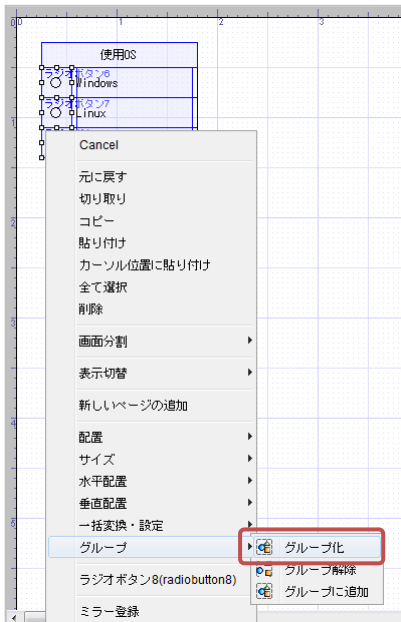 0 1 2 3
使用OS
ラジオボタン6
Windows
ラジオボタン7
Linux
1
Cancel
元に戻す
切り取り
コピー
貼り付け
カーソル位置に貼り付け
全て選択
削除
画面分割
表示切替
新しいページの追加
配置
サイズ
水平配置
垂直配置
一括変換・設定
グループ
グループ化
グループ解除
グループに追加
ラジオボタン8(radiobutton8)
ミラー登録